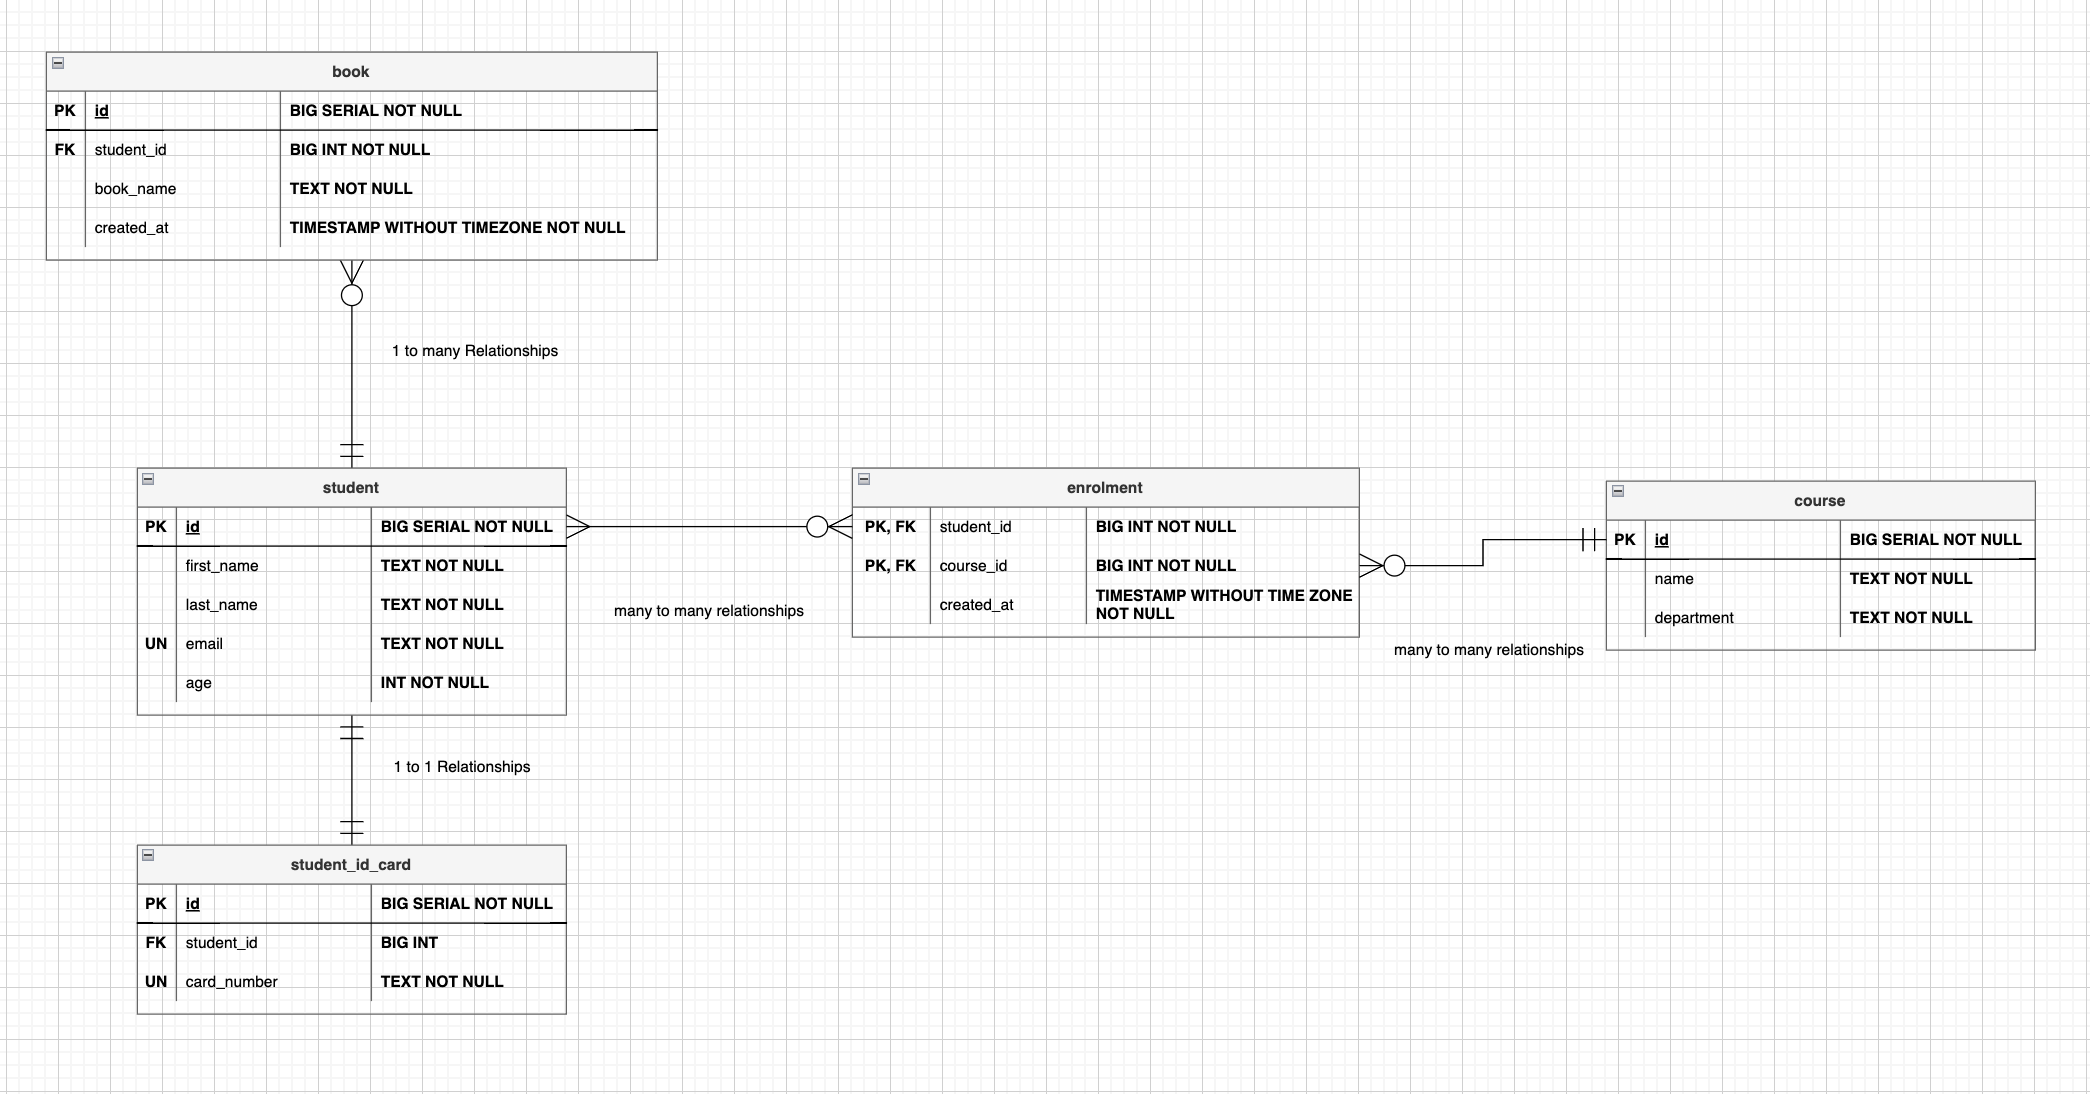 book
PK id BIG SERIAL NOT NULL
FK student_id BIG INT NOT NULL
book_name TEXT NOT NULL
created_at TIMESTAMP WITHOUT TIMEZONE NOT NULL
1 to many Relationships
student
PK id BIG SERIAL NOT NULL
first_name TEXT NOT NULL
last_name TEXT NOT NULL
UN email TEXT NOT NULL
age INT NOT NULL
many to many relationships
enrolment
PK, FK student_id BIG INT NOT NULL
PK, FK course_id BIG INT NOT NULL
created_at TIMESTAMP WITHOUT TIME ZONE
NOT NULL
many to many relationships
course
PK id BIG SERIAL NOT NULL
name TEXT NOT NULL
department TEXT NOT NULL
1 to 1 Relationships
student_id_card
PK id BIG SERIAL NOT NULL
FK student_id BIG INT
UN card_number TEXT NOT NULL